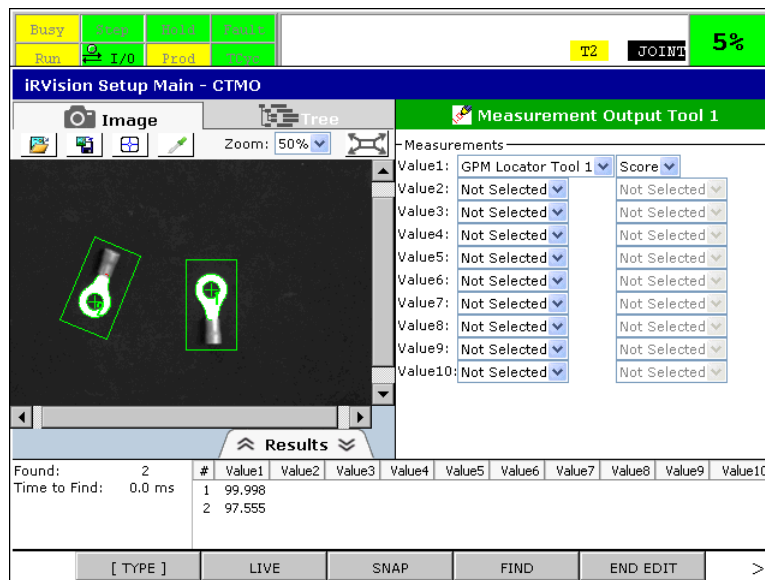 Busy Step Hold Fault
Run I/O Prod TCyc
T2 JOINT 5%
iRVision Setup Main - CTMO
Image Tree Measurement Output Tool 1
Zoom: 50%
Measurements
Value1: GPM Locator Tool 1 Score
Value2: Not Selected Not Selected
Value3: Not Selected Not Selected
Value4: Not Selected Not Selected
Value5: Not Selected Not Selected
Value6: Not Selected Not Selected
Value7: Not Selected Not Selected
Value8: Not Selected Not Selected
Value9: Not Selected Not Selected
Value10: Not Selected Not Selected
2 1
Results
Found: 2
Time to Find: 0.0 ms
# Value1 Value2 Value3 Value4 Value5 Value6 Value7 Value8 Value9 Value10
1 99.998
2 97.555
[ TYPE ] LIVE SNAP FIND END EDIT >